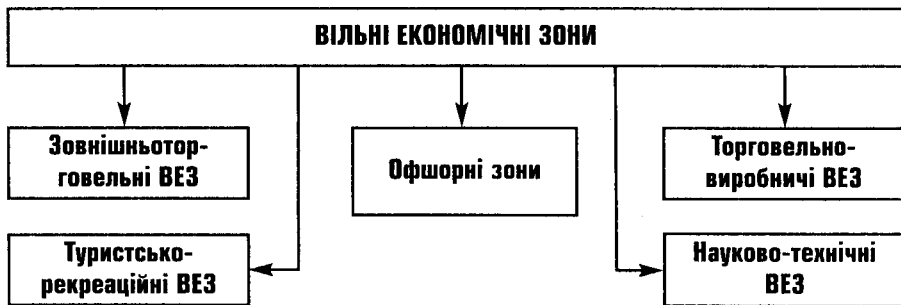 ВІЛЬНІ ЕКОНОМІЧНІ ЗОНИ
Зовнішньотор-
говельні ВЕЗ
Офшорні зони
Торговельно-
виробничі ВЕЗ
Туристсько-
рекреаційні ВЕЗ
Науково-технічні
ВЕЗ